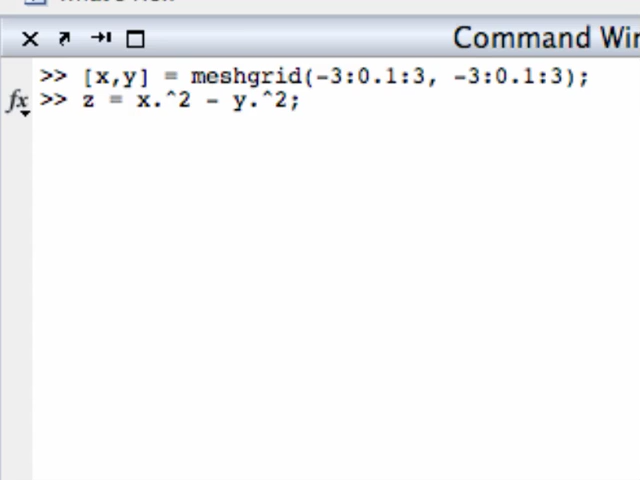 Command Win
>> [x,y] = meshgrid(-3:0.1:3, -3:0.1:3);
fx >> z = x.^2 - y.^2;